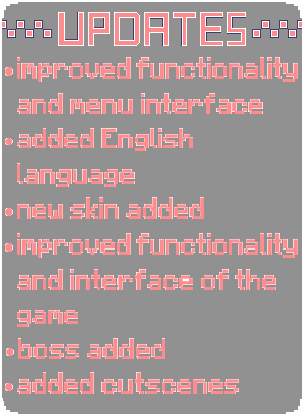 UPDATES
•improved functionality
and menu interface
•added English
language
•new skin added
•improved functionality
and interface of the
game
•boss added
•added cutscenes